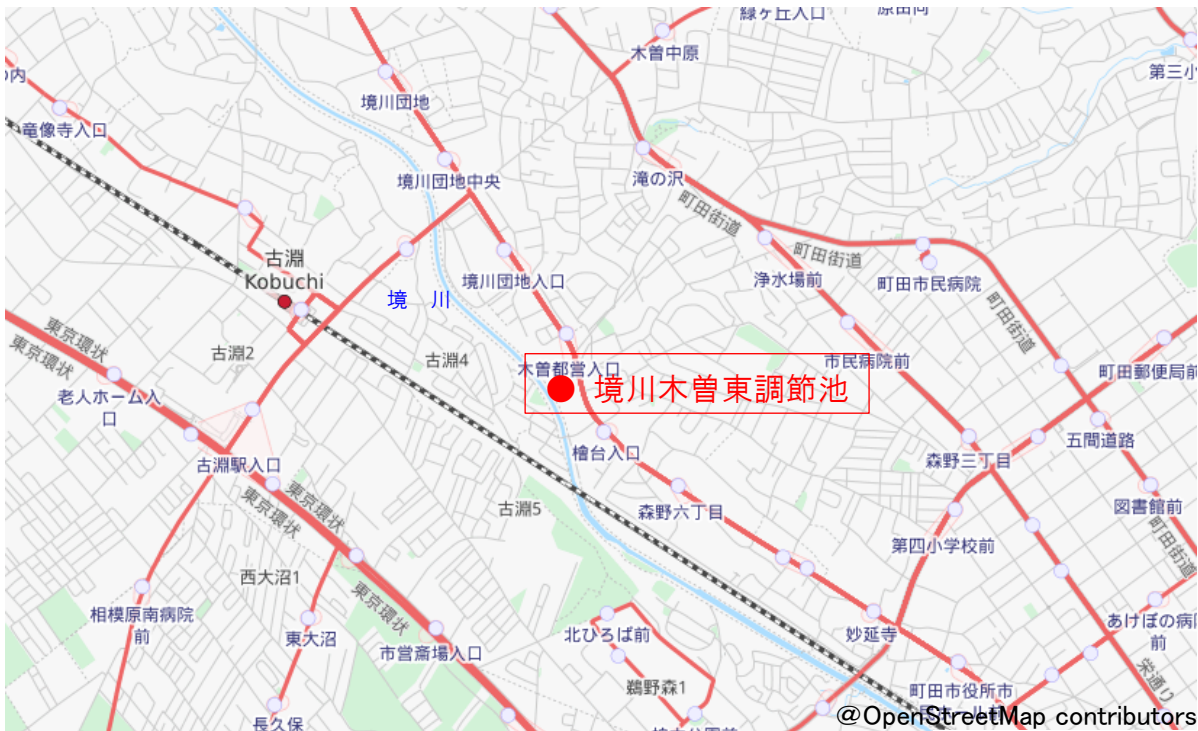 緑ヶ丘入口
木曽中原
第三小
の内
境川団地
竜像寺入口
境川団地中央
滝の沢
町田街道
町田街道
古淵
Kobuchi
境川団地入口
浄水場前
町田市民病院
境 川
町田街道
東京環状
東京環状
古淵2
古淵4
木曽都営入口
市民病院前
町田郵便局前
境川木曽東調節池
老人ホーム入
口
五間道路
檜台入口
森野三丁目
古淵駅入口
東京環状
東京環状
古淵5
森野六丁目
図書館前
町田街道
第四小学校前
西大沼1
東京環状
相模原南病院
前
東大沼
市営斎場入口
北ひろば前
妙延寺
あけぼの病
前
栄通り
鵜野森1
町田市役所市
長久保
@OpenStreetMap contributors